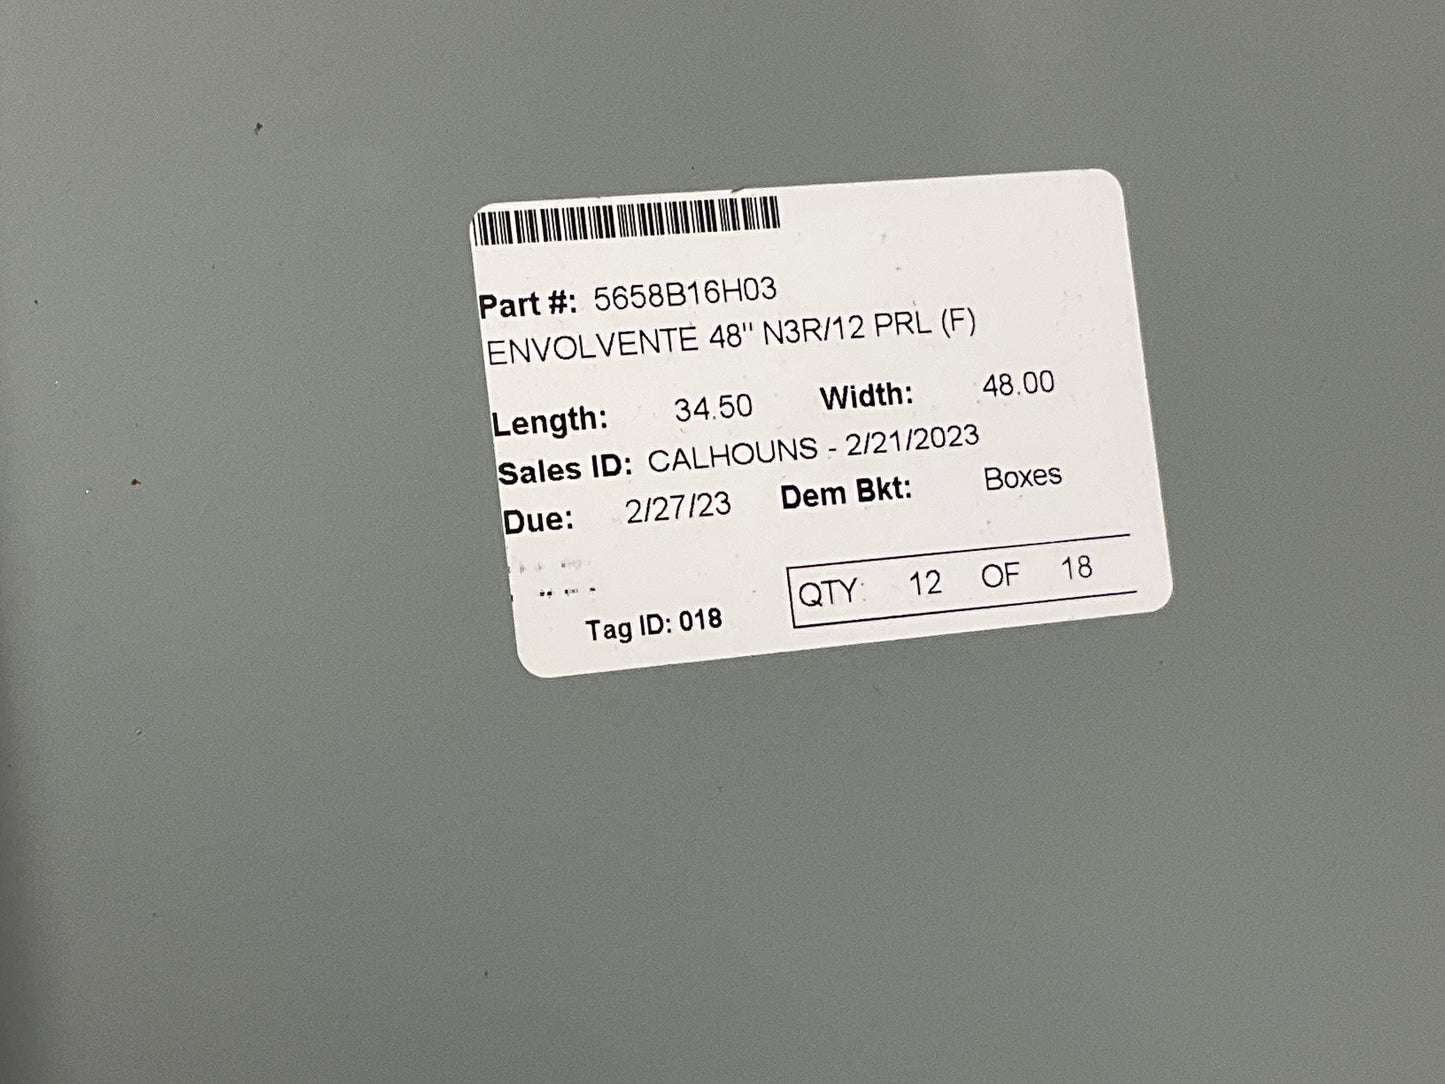 Part #: 5658B16H03
ENVOLVENTE 48" N3R/12 PRL (F)
Length: 34.50 Width: 48.00
Sales ID: CALHOUNS - 2/21/2023
Due: 2/27/23 Dem Bkt: Boxes
Tag ID: 018 QTY: 12 OF 18